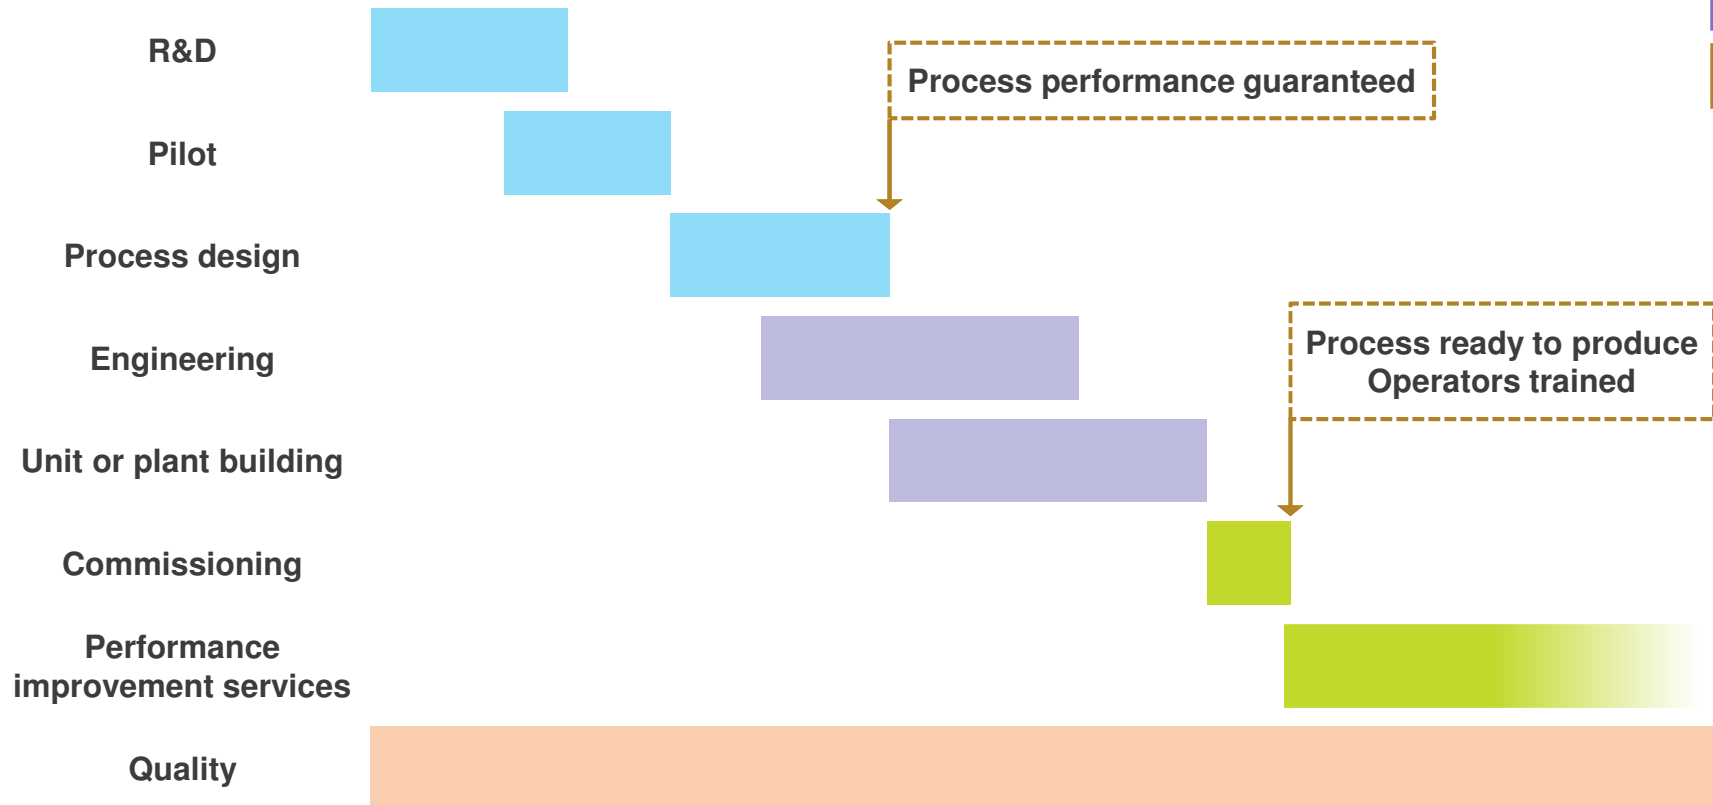 R&D
Process performance guaranteed
Pilot
Process design
Process ready to produce
Operators trained
Engineering
Unit or plant building
Commissioning
Performance
improvement services
Quality